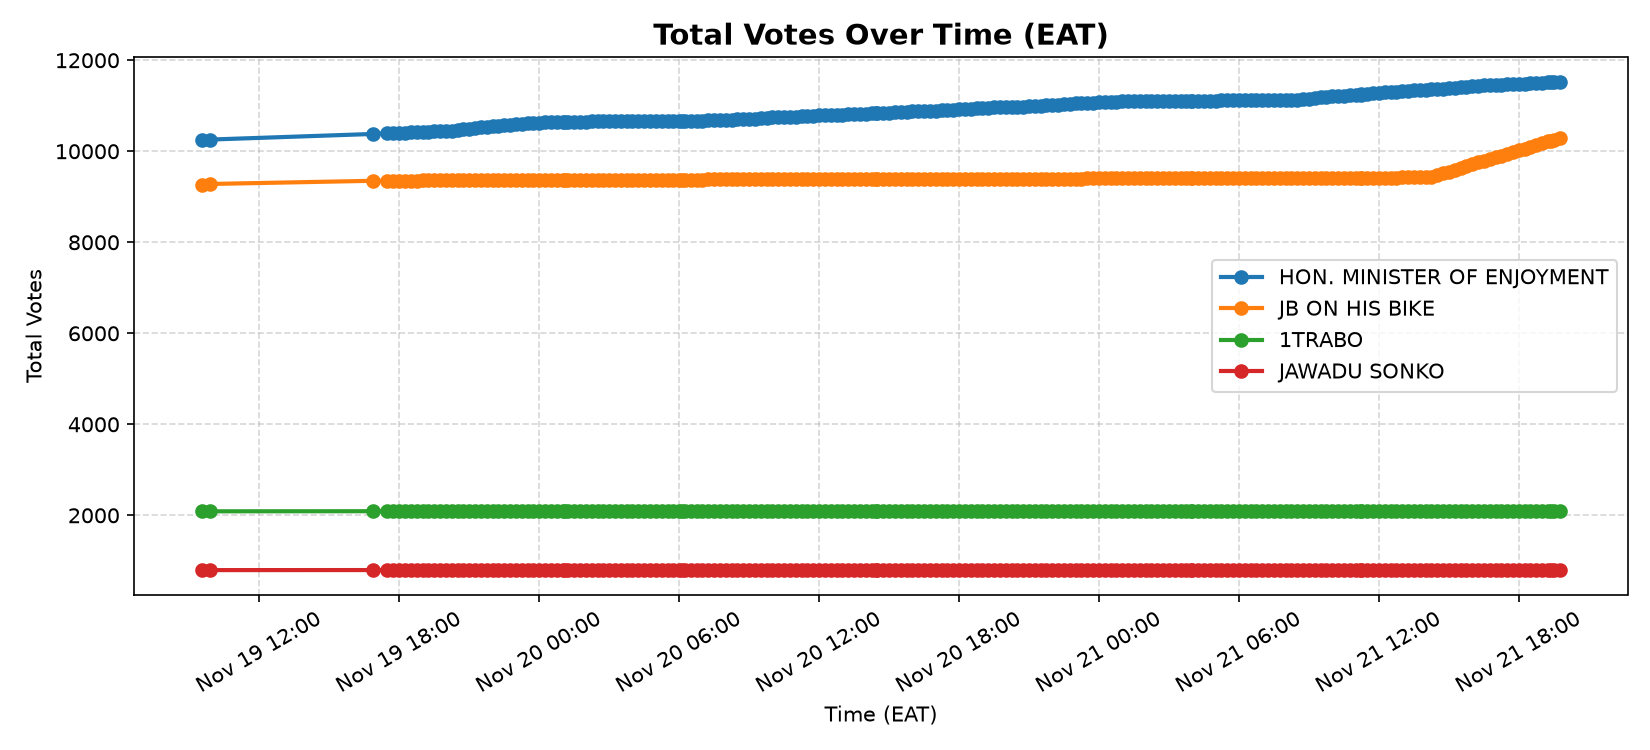 Total Votes Over Time (EAT)
Total Votes
12000
10000
8000
6000
4000
2000
HON. MINISTER OF ENJOYMENT
JB ON HIS BIKE
1TRABO
JAWADU SONKO
Nov 19 12:00
Nov 19 18:00
Nov 20 00:00
Nov 20 06:00
Nov 20 12:00
Nov 20 18:00
Nov 21 00:00
Nov 21 06:00
Nov 21 12:00
Nov 21 18:00
Time (EAT)